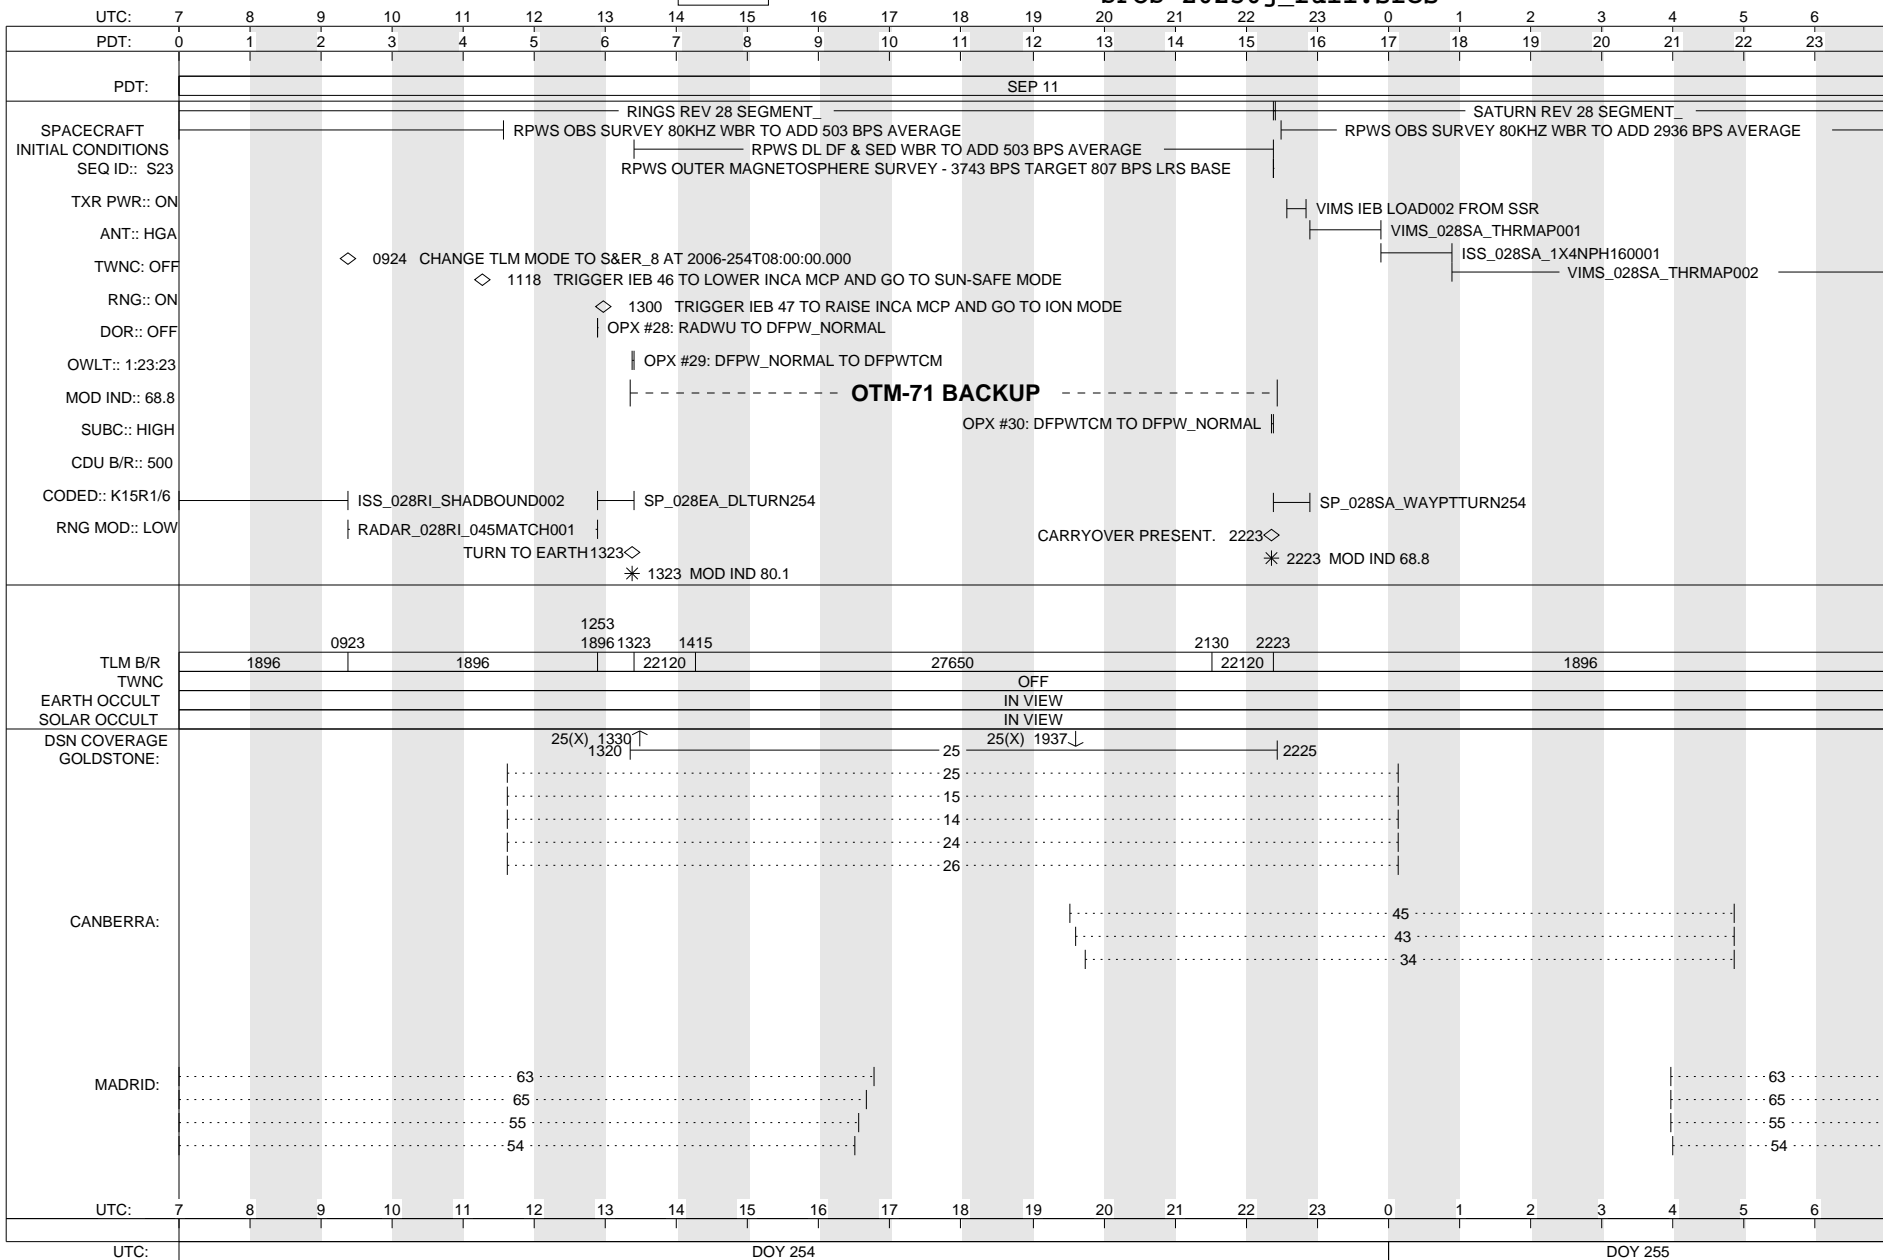 UTC: 7 8 9 10 11 12 13 14 15 16 17 18 19 20 21 22 23 0 1 2 3 4 5 6
PDT: 0 1 2 3 4 5 6 7 8 9 10 11 12 13 14 15 16 17 18 19 20 21 22 23
PDT: SEP 11
RINGS REV 28 SEGMENT_ SATURN REV 28 SEGMENT_
SPACECRAFT RPWS OBS SURVEY 80KHZ WBR TO ADD 503 BPS AVERAGE RPWS OBS SURVEY 80KHZ WBR TO ADD 2936 BPS AVERAGE
INITIAL CONDITIONS RPWS DL DF & SED WBR TO ADD 503 BPS AVERAGE
SEQ ID:: S23 RPWS OUTER MAGNETOSPHERE SURVEY - 3743 BPS TARGET 807 BPS LRS BASE
TXR PWR:: ON VIMS IEB LOAD002 FROM SSR
ANT:: HGA VIMS_028SA_THRMAP001
ISS_028SA_1X4NPH160001
0924 CHANGE TLM MODE TO S&ER_8 AT 2006-254T08:00:00.000
TWNC: OFF VIMS_028SA_THRMAP002
1118 TRIGGER IEB 46 TO LOWER INCA MCP AND GO TO SUN-SAFE MODE
RNG:: ON 1300 TRIGGER IEB 47 TO RAISE INCA MCP AND GO TO ION MODE
DOR:: OFF OPX #28: RADWU TO DFPW_NORMAL
OWLT:: 1:23:23 OPX #29: DFPW_NORMAL TO DFPWTCM
MOD IND:: 68.8 OTM-71 BACKUP
SUBC:: HIGH OPX #30: DFPWTCM TO DFPW_NORMAL
CDU B/R:: 500
CODED:: K15R1/6 ISS_028RI_SHADBOUND002 SP_028EA_DLTURN254 SP_028SA_WAYPTTURN254
RNG MOD:: LOW RADAR_028RI_045MATCH001 CARRYOVER PRESENT. 2223
TURN TO EARTH 1323 2223 MOD IND 68.8
1323 MOD IND 80.1
1253
0923 1896 1323 1415 2130 2223
TLM B/R 1896 1896 22120 27650 22120 1896
TWNC OFF
EARTH OCCULT IN VIEW
SOLAR OCCULT IN VIEW
DSN COVERAGE 25(X) 1330 25(X) 1937
GOLDSTONE: 1320 25 2225
25
15
14
24
26
45
CANBERRA:
43
34
MADRID: 63 63
65 65
55 55
54 54
UTC: 7 8 9 10 11 12 13 14 15 16 17 18 19 20 21 22 23 0 1 2 3 4 5 6
UTC: DOY 254 DOY 255